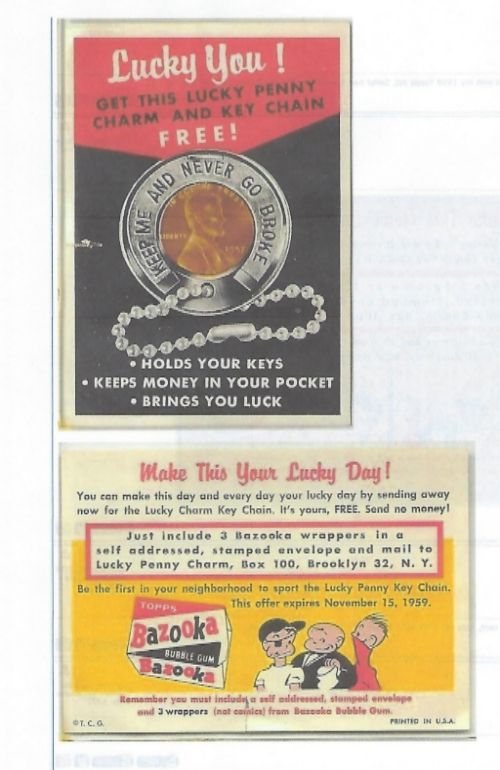 Lucky You !
GET THIS LUCKY PENNY
CHARM AND KEY CHAIN
FREE!
KEEP ME AND NEVER GO BROKE
LIBERTY
1957
• HOLDS YOUR KEYS
• KEEPS MONEY IN YOUR POCKET
• BRINGS YOU LUCK
Make This Your Lucky Day!
You can make this day and every day your lucky day by sending away
now for the Lucky Charm Key Chain. It's yours, FREE. Send no money!
Just include 3 Bazooka wrappers in a
self addressed, stamped envelope and mail to
Lucky Penny Charm, Box 100, Brooklyn 32, N. Y.
Be the first in your neighborhood to sport the Lucky Penny Key Chain.
This offer expires November 15, 1959.
TOPPS
Bazooka
BUBBLE GUM
Bazooka
Remember you must include a self addressed, stamped envelope
and 3 wrappers (not comics) from Bazooka Bubble Gum.
©T. C. G.
PRINTED IN U.S.A.